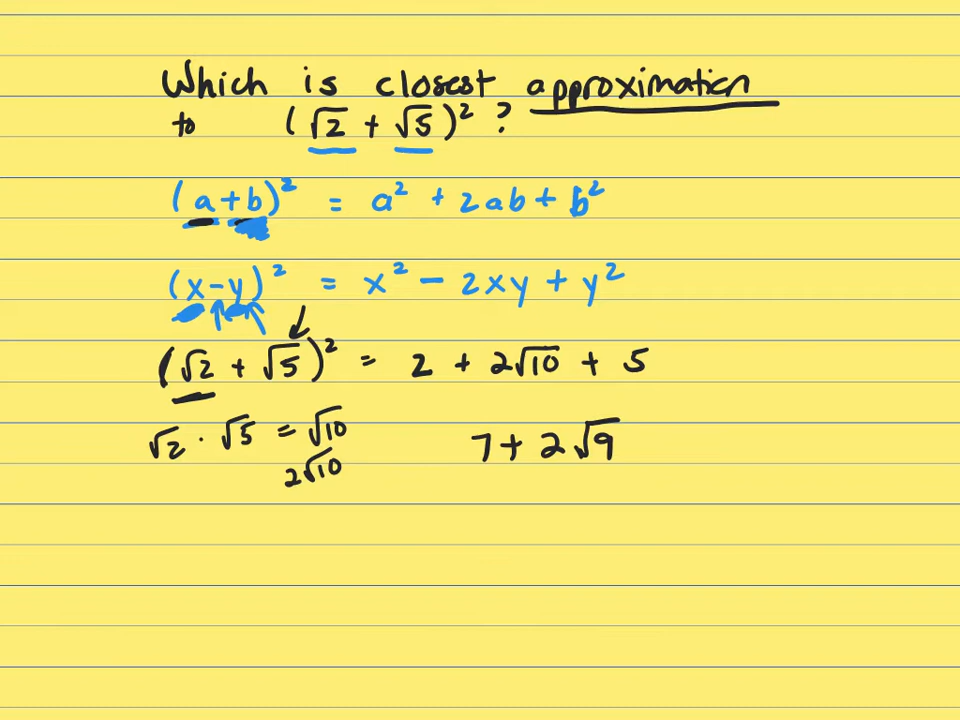 Which is closest approximation
to (√2 + √5)² ?
(a+b)² = a² + 2ab + b²
(x-y)² = x² - 2xy + y²
(√2 + √5)² = 2 + 2√10 + 5
√2 · √5 = √10 7 + 2√9
2√10